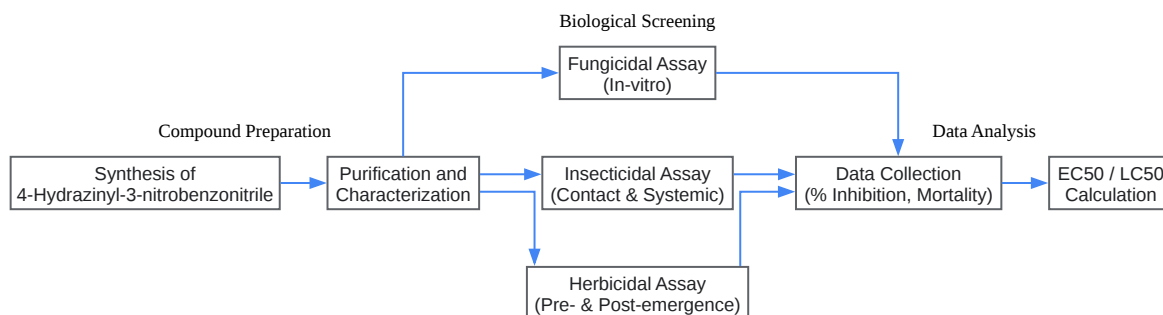 Biological Screening
Fungicidal Assay
(In-vitro)
Compound Preparation
Data Analysis
Synthesis of
4-Hydrazinyl-3-nitrobenzonitrile
Purification and
Characterization
Insecticidal Assay
(Contact & Systemic)
Data Collection
(% Inhibition, Mortality)
EC50 / LC50
Calculation
Herbicidal Assay
(Pre- & Post-emergence)